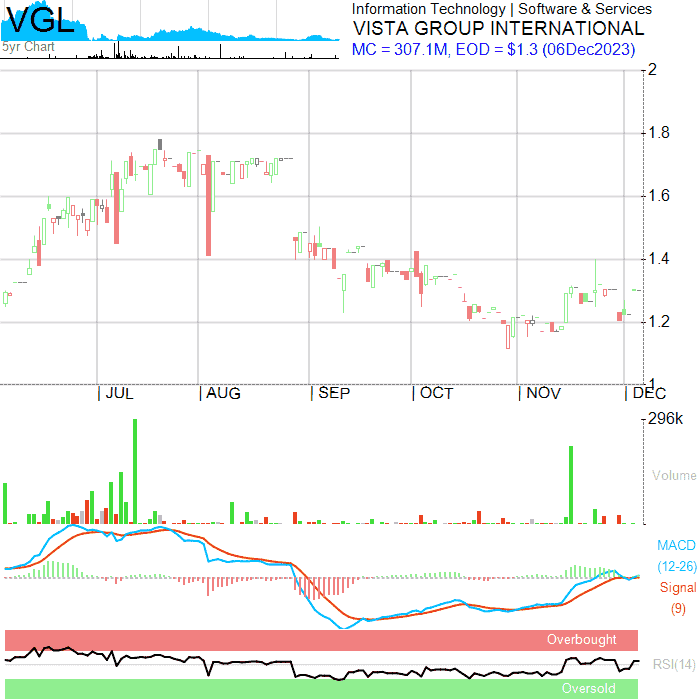 VGL
5yr Chart
Information Technology | Software & Services
VISTA GROUP INTERNATIONAL
MC = 307.1M, EOD = $1.3 (06Dec2023)
2
1.8
1.6
1.4
1.2
1
JUL
AUG
SEP
OCT
NOV
DEC
296k
Volume
MACD
(12-26)
Signal
(9)
Overbought
RSI(14)
Oversold